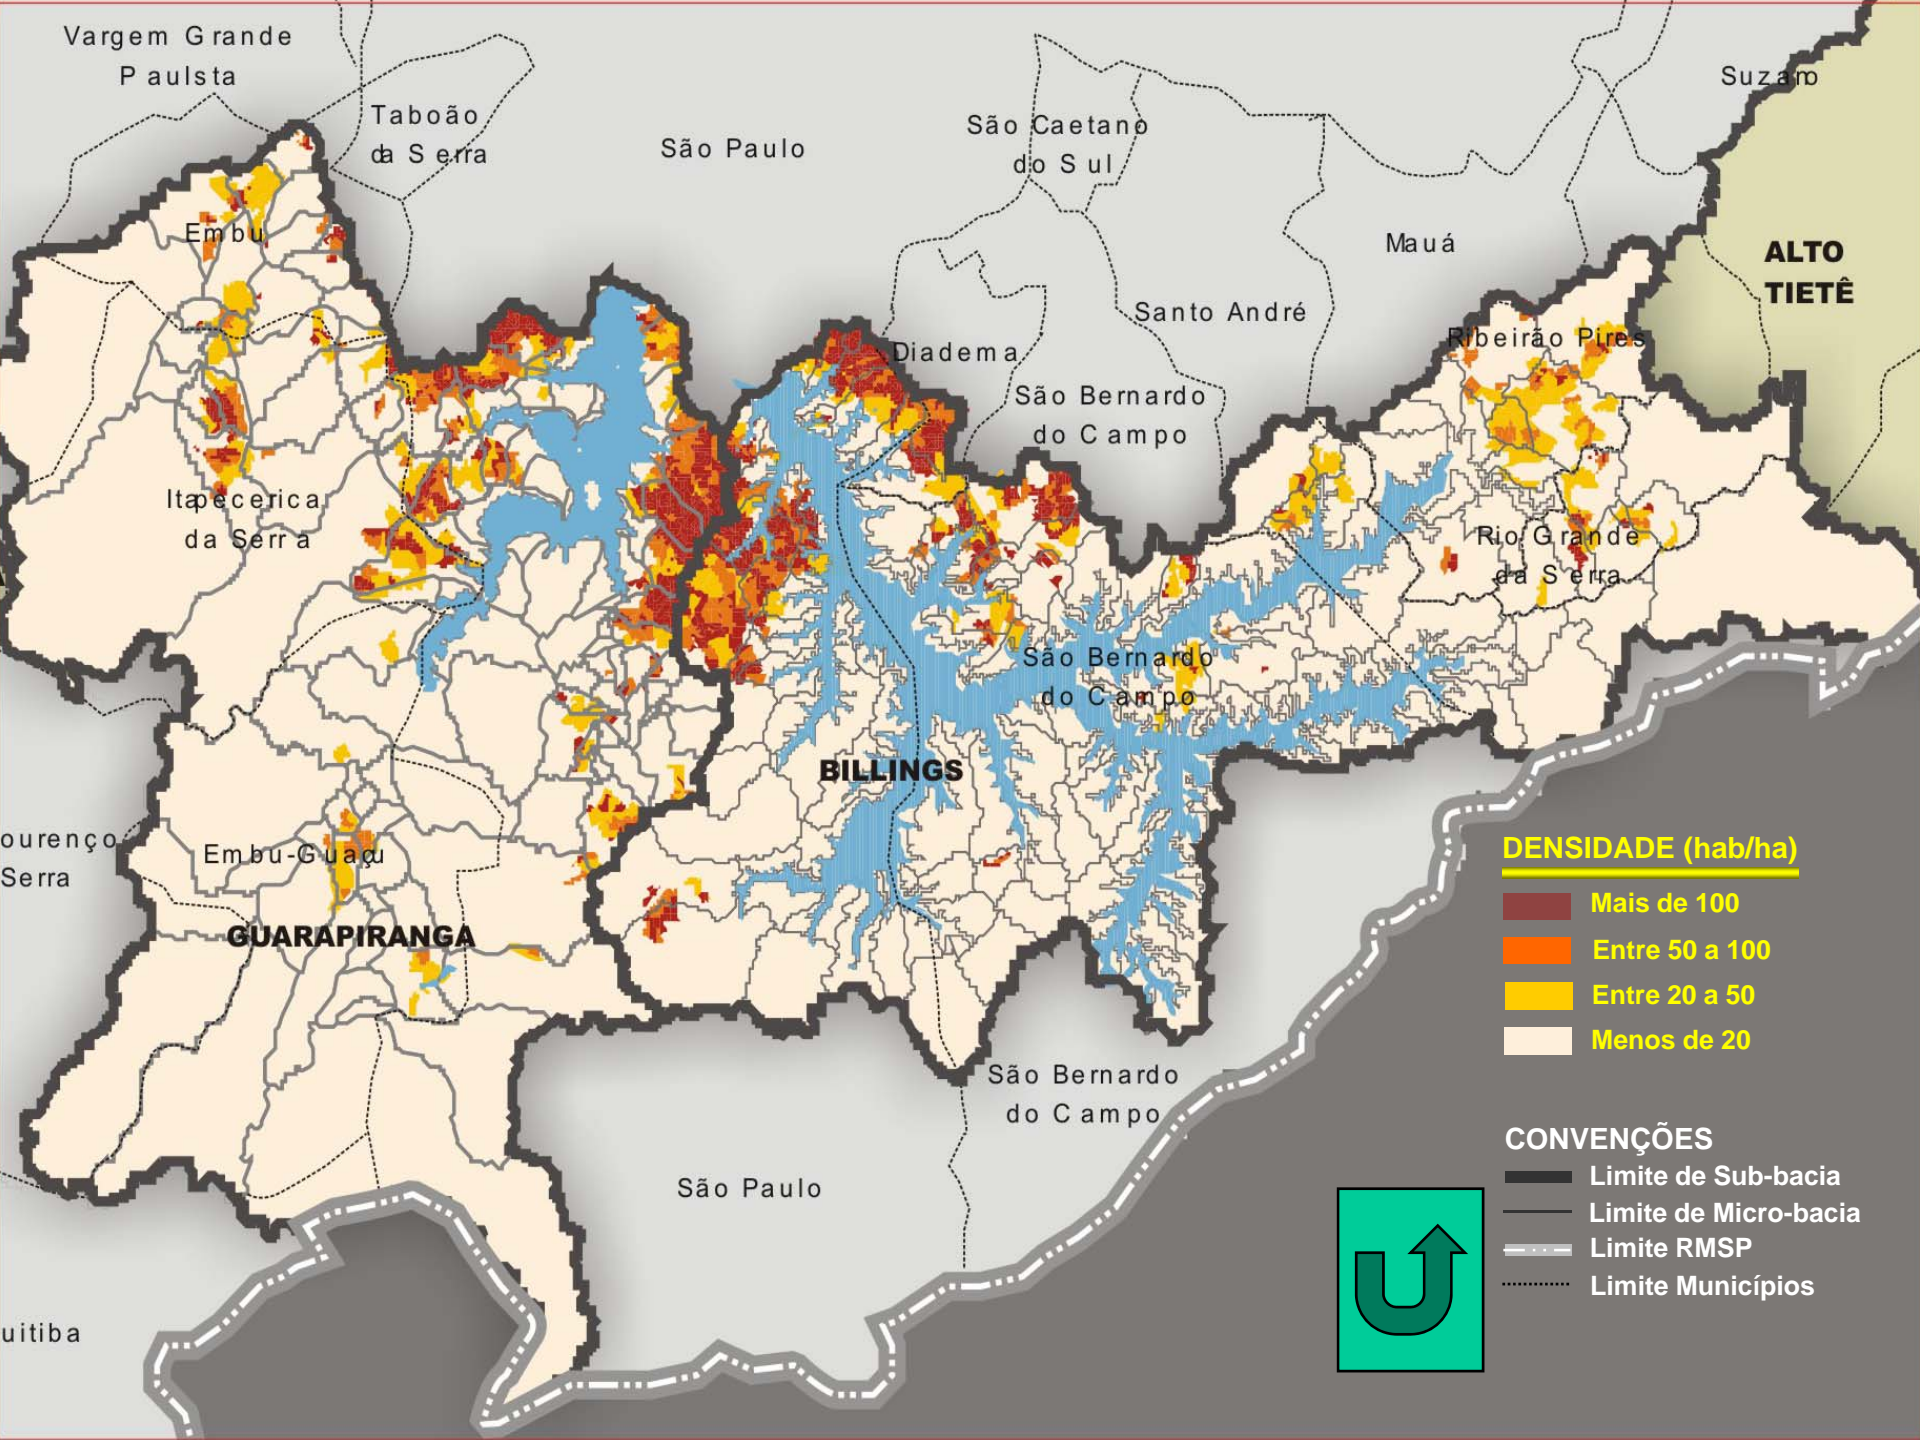 Vargem Grande
Paulsta
Taboão
da Serra
São Paulo
São Caetano
do Sul
Suzano
Embu
Mauá
ALTO
TIETÊ
Santo André
Diadema
Ribeirão Pires
São Bernardo
do Campo
Itapecerica
da Serra
Rio Grande
da Serra
São Bernardo
do Campo
BILLINGS
ourenço
Serra
Embu-Guaçu
GUARAPIRANGA
São Bernardo
do Campo
São Paulo
uitiba
DENSIDADE (hab/ha)
Mais de 100
Entre 50 a 100
Entre 20 a 50
Menos de 20
CONVENÇÕES
Limite de Sub-bacia
Limite de Micro-bacia
Limite RMSP
Limite Municípios